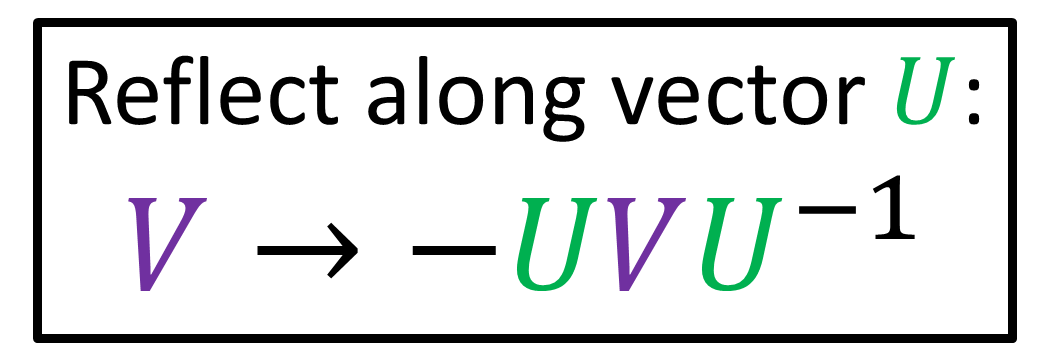 Reflect along vector U:
V → −UVU⁻¹